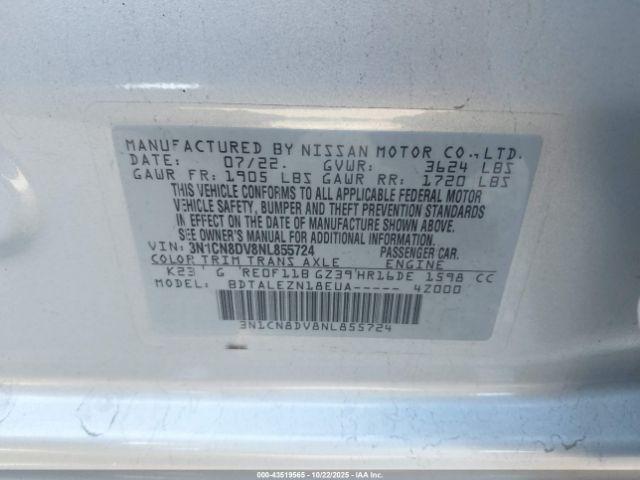 MANUFACTURED BY NISSAN MOTOR CO., LTD.
DATE: 07/22. GVWR: 3624 LBS
GAWR FR: 1905 LBS GAWR RR: 1720 LBS
THIS VEHICLE CONFORMS TO ALL APPLICABLE FEDERAL MOTOR
VEHICLE SAFETY, BUMPER AND THEFT PREVENTION STANDARDS
IN EFFECT ON THE DATE OF MANUFACTURE SHOWN ABOVE.
SEE OWNER'S MANUAL FOR ADDITIONAL INFORMATION
VIN: 3N1CN8DV8NL855724 PASSENGER CAR.
COLOR TRIM TRANS AXLE ENGINE
K23 G RE0F11B GZ39 HR16DE 1598 CC
MODEL: BDTALEZN18EUA----- 4Z000
3N1CN8DV8NL855724
000-43519565 | 10/22/2025 | IAA Inc.